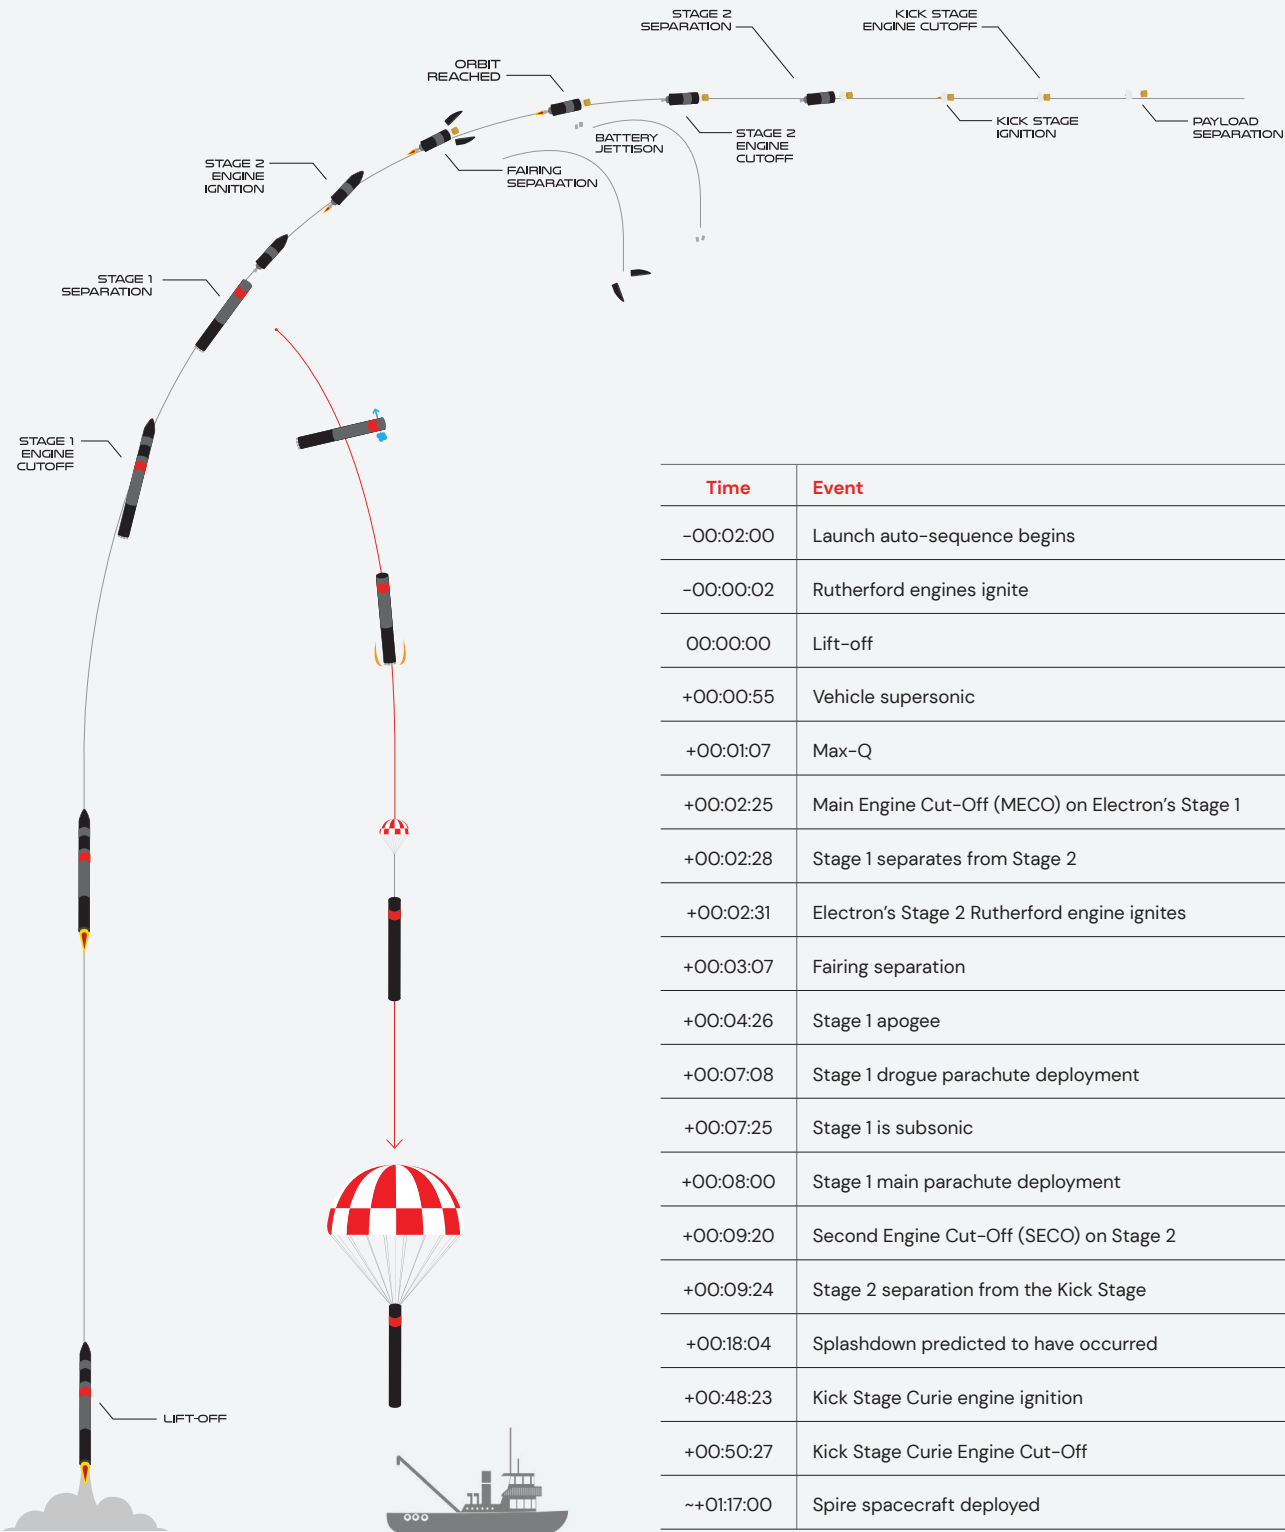 STAGE 2
SEPARATION
KICK STAGE
ENGINE CUTOFF
ORBIT
REACHED
BATTERY
JETTISON
STAGE 2
ENGINE
CUTOFF
KICK STAGE
IGNITION
PAYLOAD
SEPARATION
STAGE 2
ENGINE
IGNITION
FAIRING
SEPARATION
STAGE 1
SEPARATION
STAGE 1
ENGINE
CUTOFF
LIFT-OFF
Time Event
-00:02:00 Launch auto-sequence begins
-00:00:02 Rutherford engines ignite
00:00:00 Lift-off
+00:00:55 Vehicle supersonic
+00:01:07 Max-Q
+00:02:25 Main Engine Cut-Off (MECO) on Electron’s Stage 1
+00:02:28 Stage 1 separates from Stage 2
+00:02:31 Electron’s Stage 2 Rutherford engine ignites
+00:03:07 Fairing separation
+00:04:26 Stage 1 apogee
+00:07:08 Stage 1 drogue parachute deployment
+00:07:25 Stage 1 is subsonic
+00:08:00 Stage 1 main parachute deployment
+00:09:20 Second Engine Cut-Off (SECO) on Stage 2
+00:09:24 Stage 2 separation from the Kick Stage
+00:18:04 Splashdown predicted to have occurred
+00:48:23 Kick Stage Curie engine ignition
+00:50:27 Kick Stage Curie Engine Cut-Off
~+01:17:00 Spire spacecraft deployed